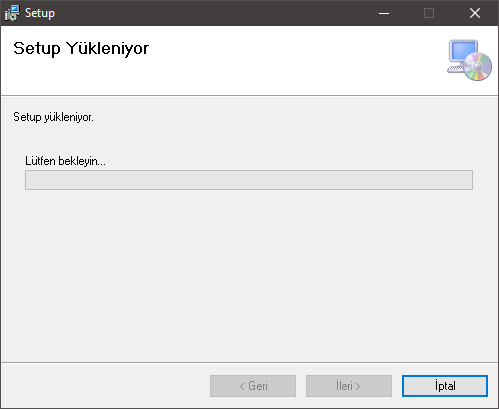 Setup
Setup Yükleniyor
Setup yükleniyor.
Lütfen bekleyin...
< Geri
İleri >
İptal